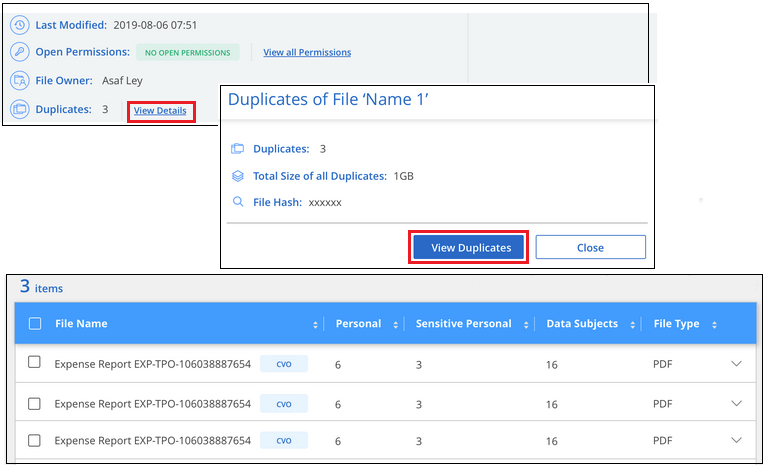 Last Modified: 2019-08-06 07:51
Open Permissions: NO OPEN PERMISSIONS View all Permissions
File Owner: Asaf Ley
Duplicates: 3 View Details
Duplicates of File ‘Name 1’
Duplicates: 3
Total Size of all Duplicates: 1GB
File Hash: xxxxxx
View Duplicates Close
3 items
File Name Personal Sensitive Personal Data Subjects File Type
Expense Report EXP-TPO-106038887654 CVO 6 3 16 PDF
Expense Report EXP-TPO-106038887654 CVO 6 3 16 PDF
Expense Report EXP-TPO-106038887654 CVO 6 3 16 PDF